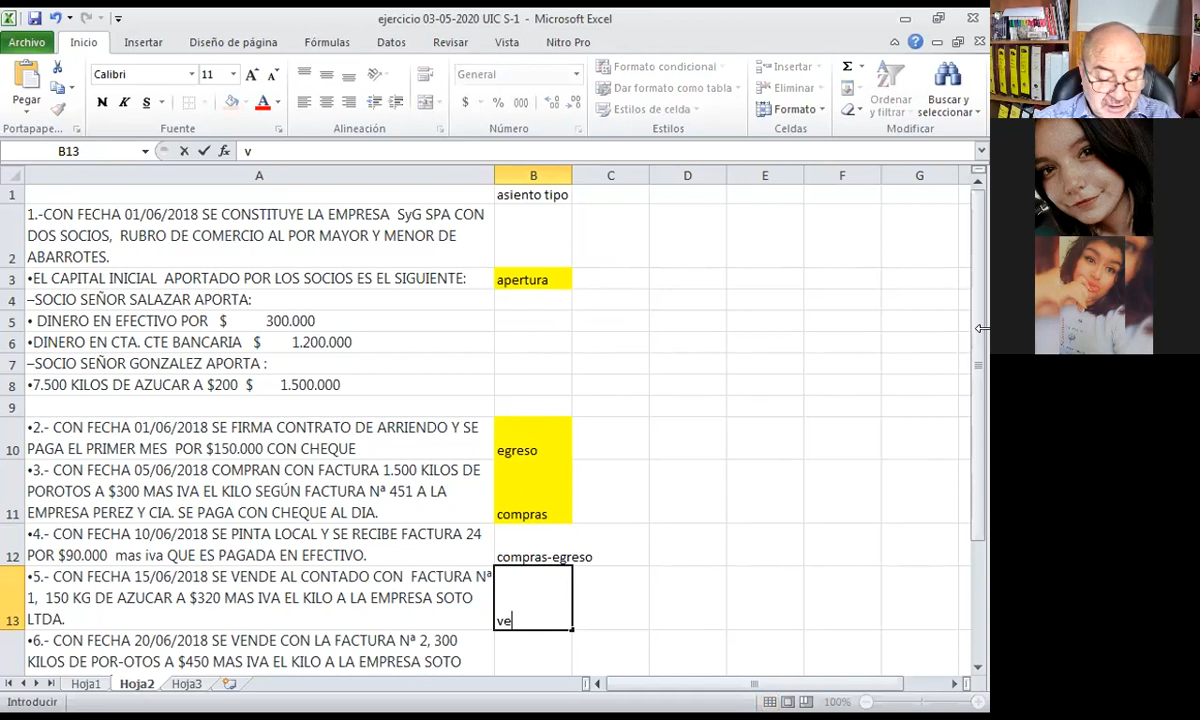 ejercicio 03-05-2020 UIC S-1 - Microsoft Excel
Archivo Inicio Insertar Diseño de página Fórmulas Datos Revisar Vista Nitro Pro
Calibri 11 General Formato condicional Insertar Σ
Pegar Dar formato como tabla Eliminar Ordenar y filtrar Buscar y seleccionar
N K S $ % 000 Estilos de celda Formato
Portapape... Fuente Alineación Número Estilos Celdas Modificar
B13 fx v
A B C D E F G
1 asiento tipo
1.-CON FECHA 01/06/2018 SE CONSTITUYE LA EMPRESA SyG SPA CON
DOS SOCIOS, RUBRO DE COMERCIO AL POR MAYOR Y MENOR DE
2 ABARROTES.
3 •EL CAPITAL INICIAL APORTADO POR LOS SOCIOS ES EL SIGUIENTE: apertura
4 –SOCIO SEÑOR SALAZAR APORTA:
5 • DINERO EN EFECTIVO POR $ 300.000
6 •DINERO EN CTA. CTE BANCARIA $ 1.200.000
7 –SOCIO SEÑOR GONZALEZ APORTA :
8 •7.500 KILOS DE AZUCAR A $200 $ 1.500.000
9
•2.- CON FECHA 01/06/2018 SE FIRMA CONTRATO DE ARRIENDO Y SE
10 PAGA EL PRIMER MES POR $150.000 CON CHEQUE egreso
•3.- CON FECHA 05/06/2018 COMPRAN CON FACTURA 1.500 KILOS DE
POROTOS A $300 MAS IVA EL KILO SEGÚN FACTURA Nª 451 A LA
11 EMPRESA PEREZ Y CIA. SE PAGA CON CHEQUE AL DIA. compras
•4.- CON FECHA 10/06/2018 SE PINTA LOCAL Y SE RECIBE FACTURA 24
12 POR $90.000 mas iva QUE ES PAGADA EN EFECTIVO. compras-egreso
•5.- CON FECHA 15/06/2018 SE VENDE AL CONTADO CON FACTURA Nª
1, 150 KG DE AZUCAR A $320 MAS IVA EL KILO A LA EMPRESA SOTO
13 LTDA. ve
•6.- CON FECHA 20/06/2018 SE VENDE CON LA FACTURA Nª 2, 300
KILOS DE POR-OTOS A $450 MAS IVA EL KILO A LA EMPRESA SOTO
Hoja1 Hoja2 Hoja3
Introducir 100%